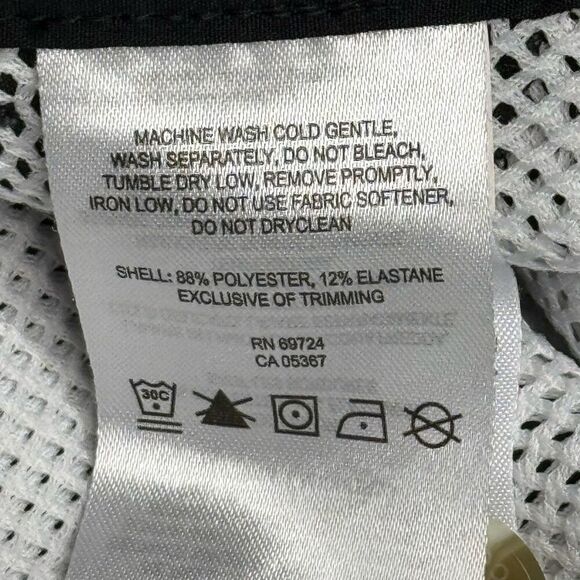 MACHINE WASH COLD GENTLE,
WASH SEPARATELY, DO NOT BLEACH,
TUMBLE DRY LOW, REMOVE PROMPTLY,
IRON LOW, DO NOT USE FABRIC SOFTENER,
DO NOT DRYCLEAN
SHELL: 88% POLYESTER, 12% ELASTANE
EXCLUSIVE OF TRIMMING
RN 69724
CA 05367
30C